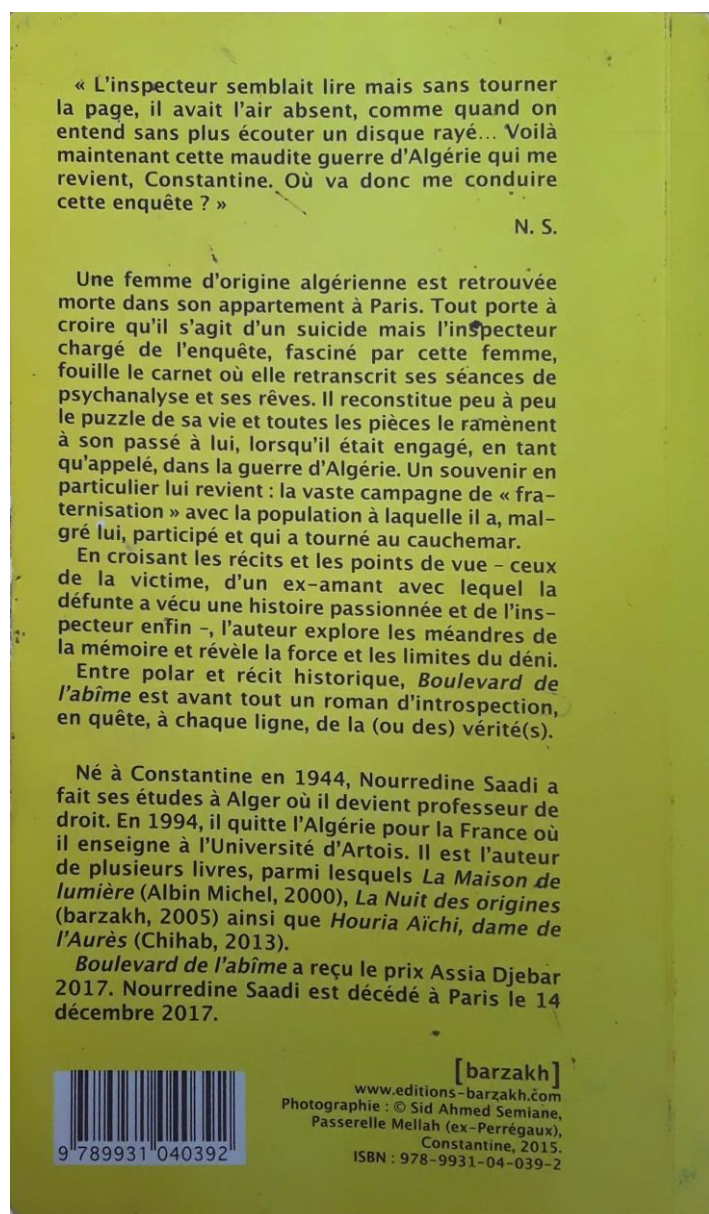 « L'inspecteur semblait lire mais sans tourner
la page, il avait l'air absent, comme quand on
entend sans plus écouter un disque rayé... Voilà
maintenant cette maudite guerre d'Algérie qui me
revient, Constantine. Où va donc me conduire
cette enquête ? »
N. S.
Une femme d'origine algérienne est retrouvée
morte dans son appartement à Paris. Tout porte à
croire qu'il s'agit d'un suicide mais l'inspecteur
chargé de l'enquête, fasciné par cette femme,
fouille le carnet où elle retranscrit ses séances de
psychanalyse et ses rêves. Il reconstitue peu à peu
le puzzle de sa vie et toutes les pièces le ramènent
à son passé à lui, lorsqu'il était engagé, en tant
qu'appelé, dans la guerre d'Algérie. Un souvenir en
particulier lui revient : la vaste campagne de « fra-
ternisation » avec la population à laquelle il a, mal-
gré lui, participé et qui a tourné au cauchemar.
En croisant les récits et les points de vue – ceux
de la victime, d'un ex-amant avec lequel la
défunte a vécu une histoire passionnée et de l'ins-
pecteur enfin –, l'auteur explore les méandres de
la mémoire et révèle la force et les limites du déni.
Entre polar et récit historique, Boulevard de
l'abîme est avant tout un roman d'introspection,
en quête, à chaque ligne, de la (ou des) vérité(s).
Né à Constantine en 1944, Nourredine Saadi a
fait ses études à Alger où il devient professeur de
droit. En 1994, il quitte l'Algérie pour la France où
il enseigne à l'Université d'Artois. Il est l'auteur
de plusieurs livres, parmi lesquels La Maison de
lumière (Albin Michel, 2000), La Nuit des origines
(barzakh, 2005) ainsi que Houria Aïchi, dame de
l'Aurès (Chihab, 2013).
Boulevard de l'abîme a reçu le prix Assia Djebar
2017. Nourredine Saadi est décédé à Paris le 14
décembre 2017.
[barzakh]
www.editions-barzakh.com
Photographie : © Sid Ahmed Semiane,
Passerelle Mellah (ex-Perrégaux),
Constantine, 2015.
ISBN : 978-9931-04-039-2
9 789931 040392